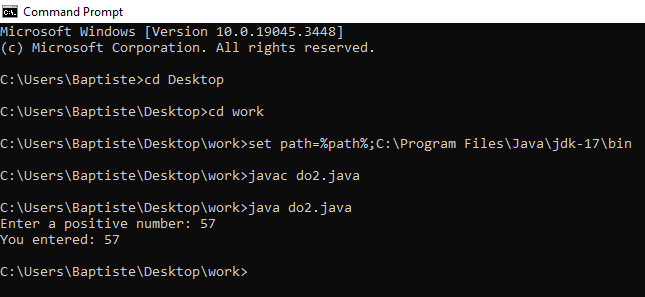 Command Prompt
Microsoft Windows [Version 10.0.19045.3448]
(c) Microsoft Corporation. All rights reserved.
C:\Users\Baptiste>cd Desktop
C:\Users\Baptiste\Desktop>cd work
C:\Users\Baptiste\Desktop\work>set path=%path%;C:\Program Files\Java\jdk-17\bin
C:\Users\Baptiste\Desktop\work>javac do2.java
C:\Users\Baptiste\Desktop\work>java do2.java
Enter a positive number: 57
You entered: 57
C:\Users\Baptiste\Desktop\work>